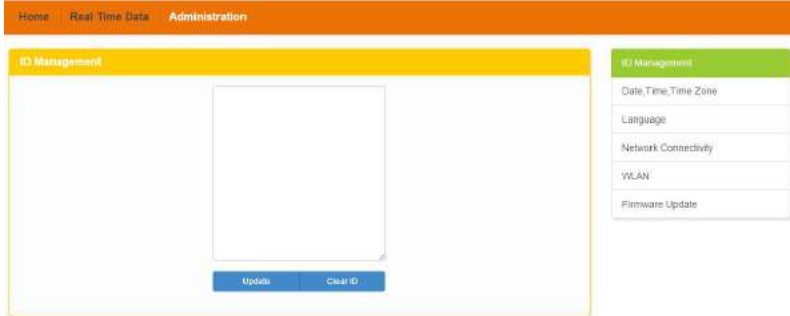 Home Real Time Data Administration
ID Management
Update Clear ID
ID Management
Date,Time,Time Zone
Language
Network Connectivity
WLAN
Firmware Update